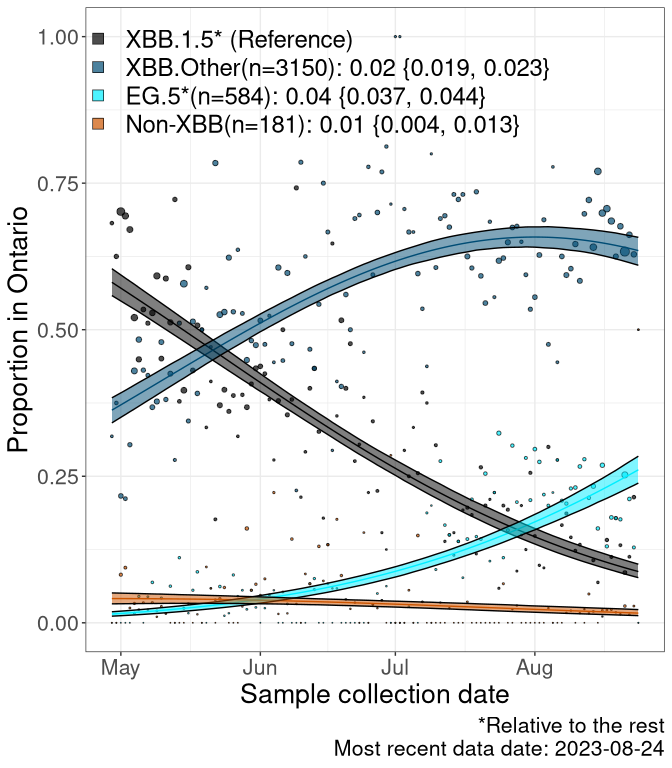 XBB.1.5* (Reference)
XBB.Other(n=3150): 0.02 {0.019, 0.023}
EG.5*(n=584): 0.04 {0.037, 0.044}
Non-XBB(n=181): 0.01 {0.004, 0.013}
Proportion in Ontario
1.00
0.75
0.50
0.25
0.00
May Jun Jul Aug
Sample collection date
*Relative to the rest
Most recent data date: 2023-08-24